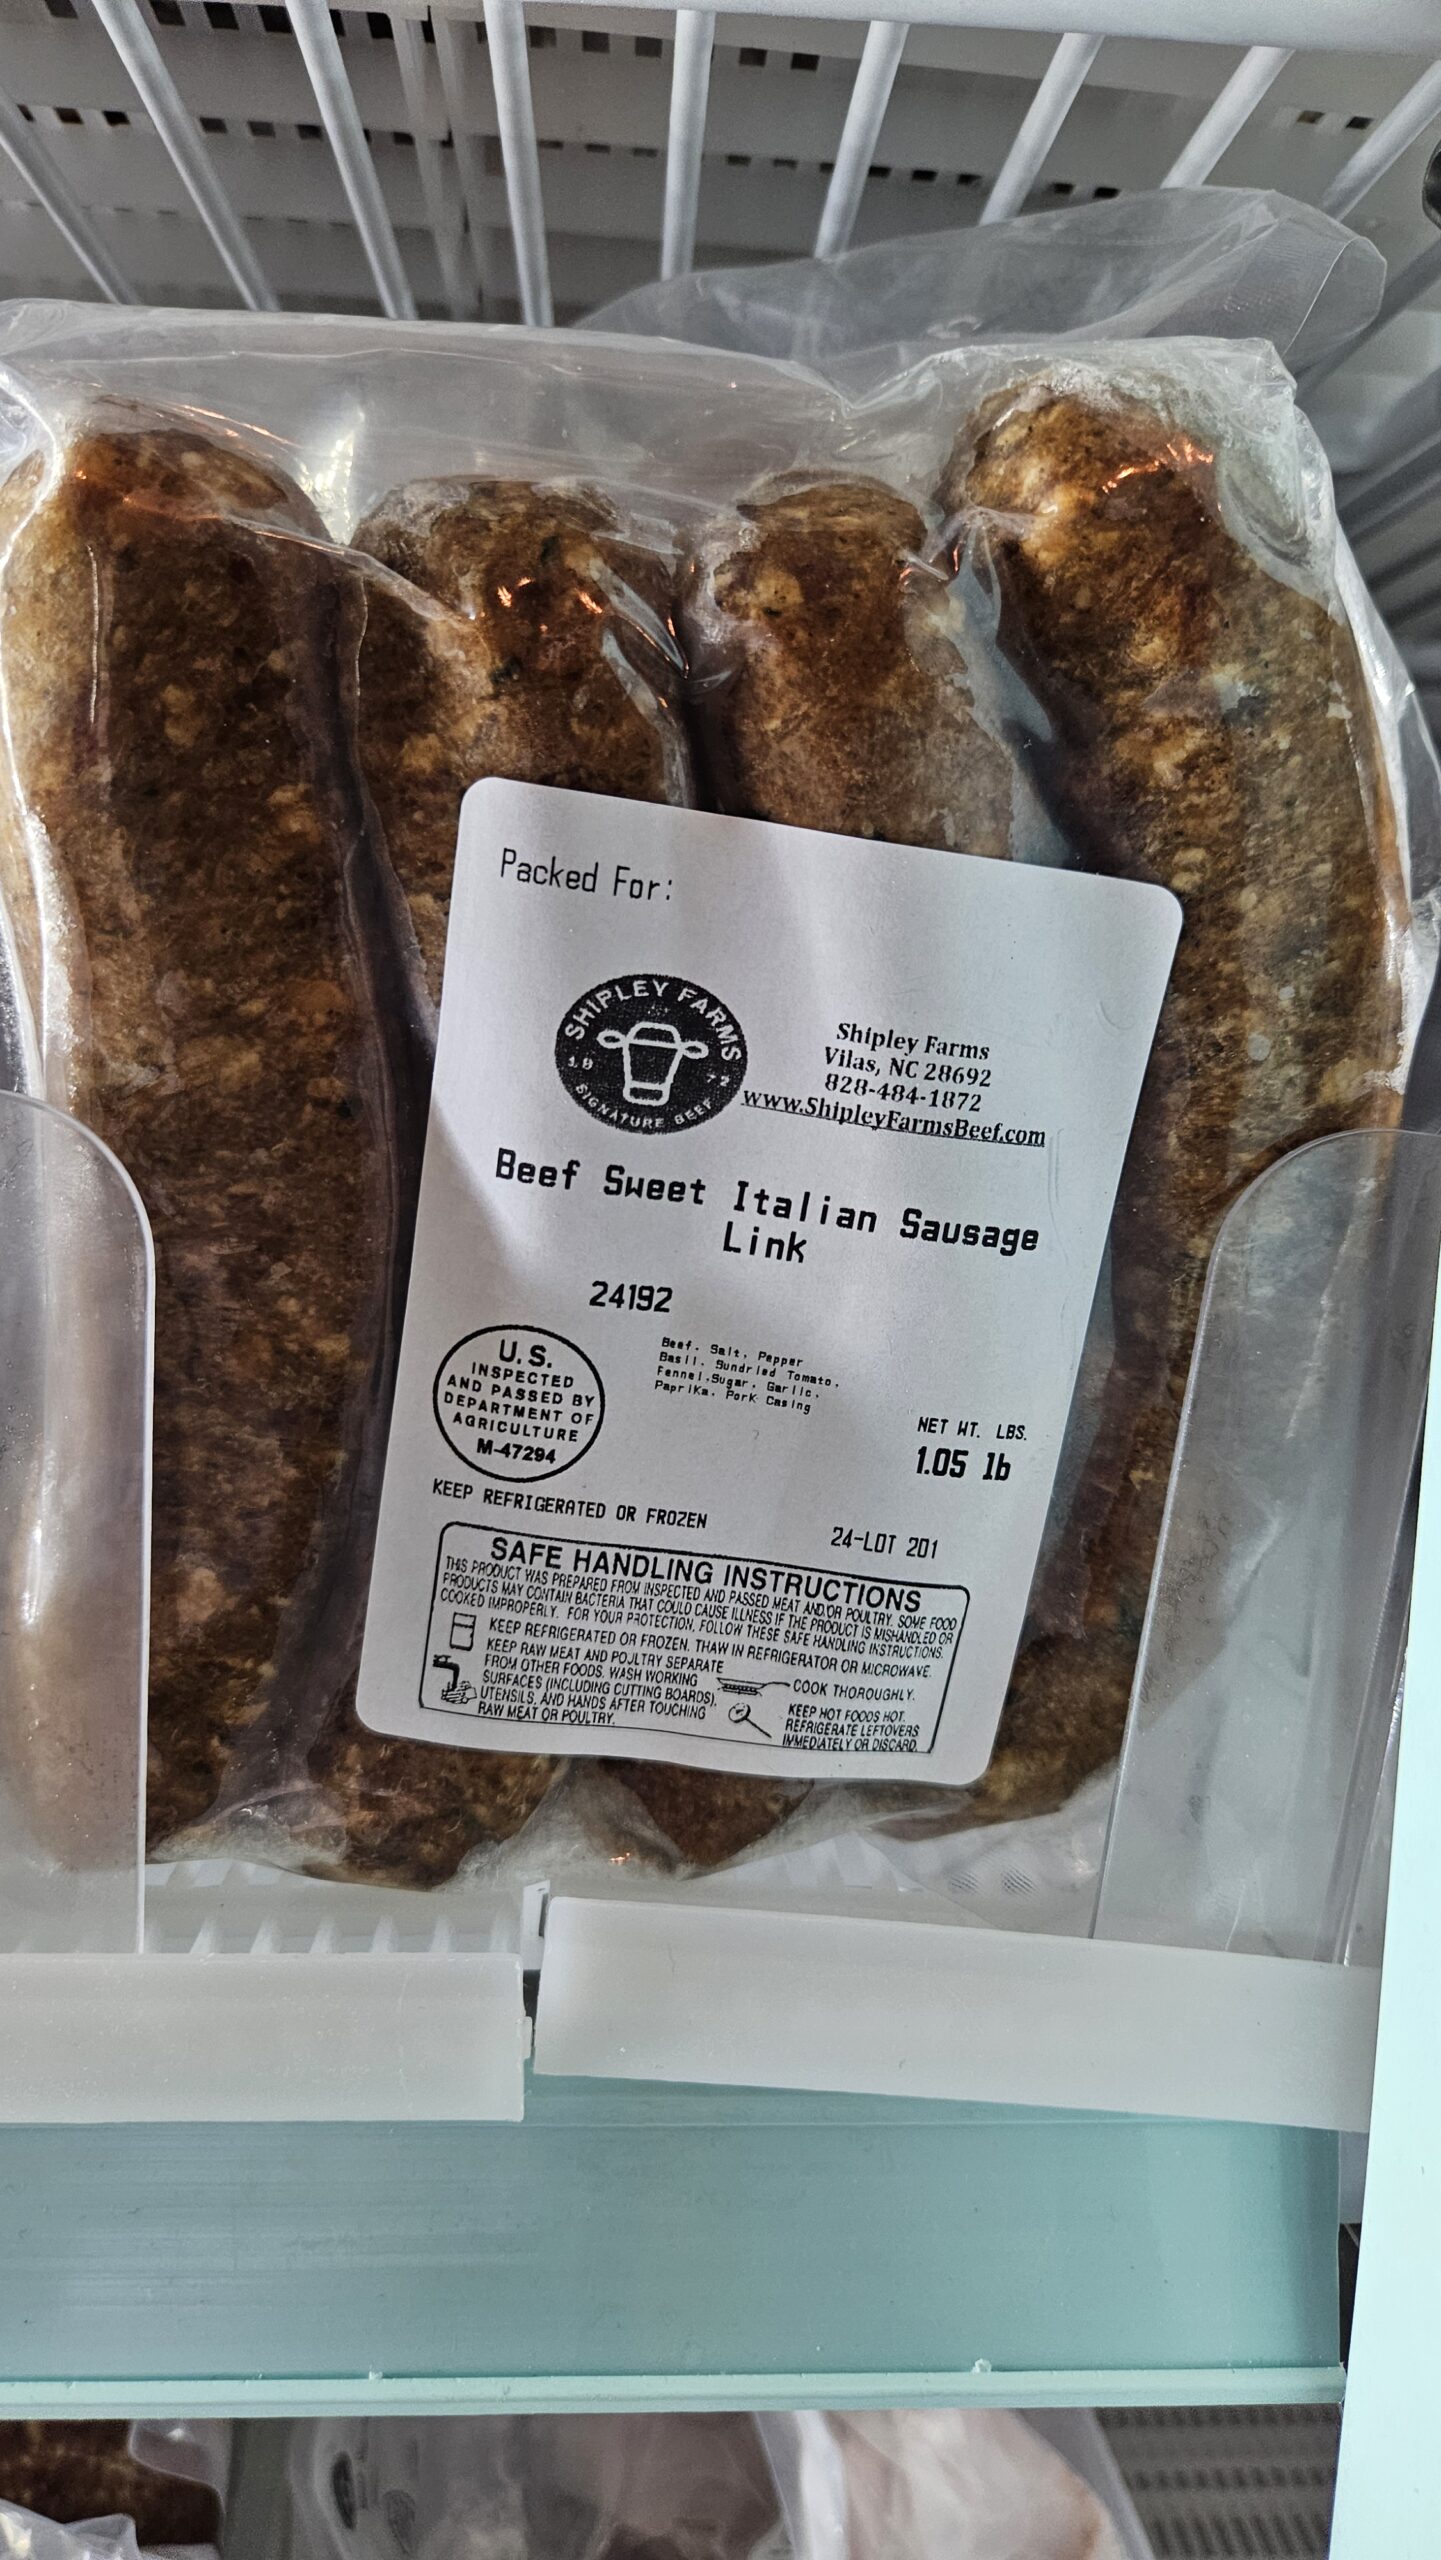 Packed For:
SHIPLEY FARMS
19 72
SIGNATURE BEEF
Shipley Farms
Vilas, NC 28692
828-484-1872
www.ShipleyFarmsBeef.com
Beef Sweet Italian Sausage
Link
24192
U.S.
INSPECTED
AND PASSED BY
DEPARTMENT OF
AGRICULTURE
M-47294
Beef. Salt, Pepper
Basil, Sundried Tomato,
Fennel,Sugar, Garlic,
Paprika, Pork Casing
NET WT. LBS.
1.05 lb
KEEP REFRIGERATED OR FROZEN
24-LOT 201
SAFE HANDLING INSTRUCTIONS
THIS PRODUCT WAS PREPARED FROM INSPECTED AND PASSED MEAT AND/OR POULTRY. SOME FOOD
PRODUCTS MAY CONTAIN BACTERIA THAT COULD CAUSE ILLNESS IF THE PRODUCT IS MISHANDLED OR
COOKED IMPROPERLY. FOR YOUR PROTECTION, FOLLOW THESE SAFE HANDLING INSTRUCTIONS.
KEEP REFRIGERATED OR FROZEN. THAW IN REFRIGERATOR OR MICROWAVE.
KEEP RAW MEAT AND POULTRY SEPARATE
FROM OTHER FOODS. WASH WORKING
SURFACES (INCLUDING CUTTING BOARDS),
UTENSILS, AND HANDS AFTER TOUCHING
RAW MEAT OR POULTRY.
COOK THOROUGHLY.
KEEP HOT FOODS HOT.
REFRIGERATE LEFTOVERS
IMMEDIATELY OR DISCARD.